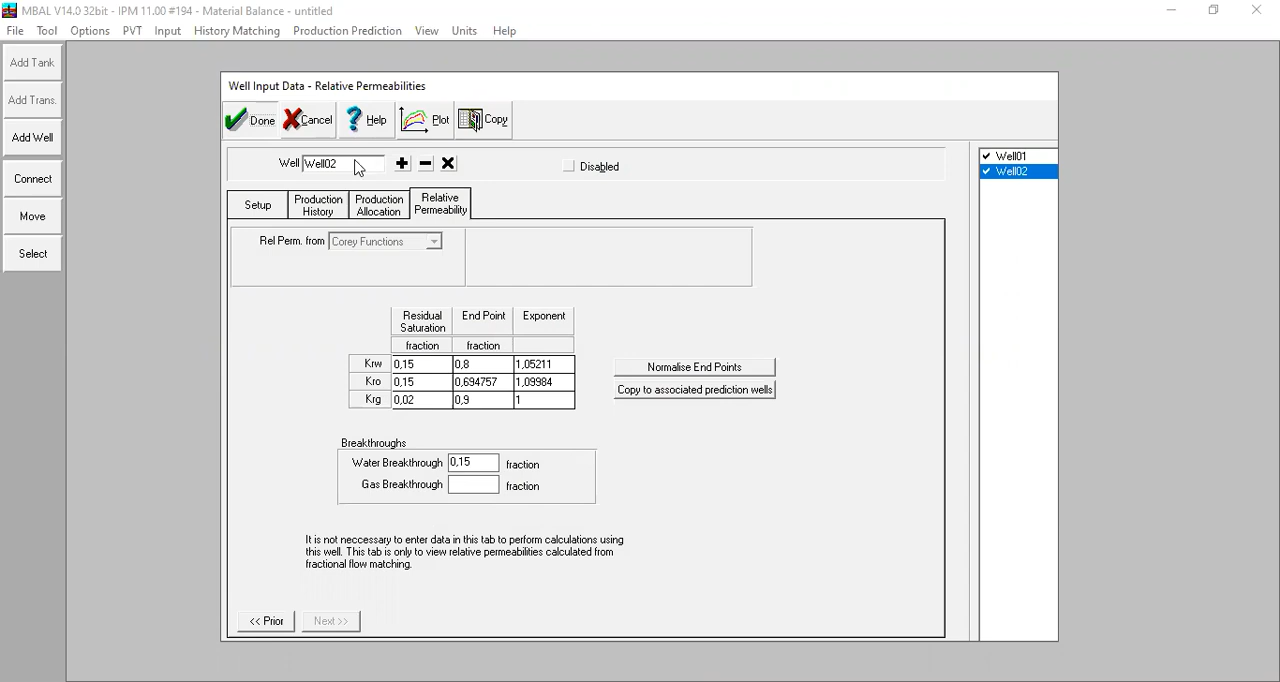 MBAL V14.0 32bit - IPM 11.00 #194 - Material Balance - untitled
File Tool Options PVT Input History Matching Production Prediction View Units Help
Add Tank
Add Trans.
Add Well
Connect
Move
Select
Well Input Data - Relative Permeabilities
Done Cancel Help Plot Copy
Well Well02 Disabled
Well01
Well02
Setup
Production History
Production Allocation
Relative Permeability
Rel Perm. from Corey Functions
Residual Saturation End Point Exponent
fraction fraction
Krw 0,15 0,8 1,05211
Kro 0,15 0,694757 1,09984
Krg 0,02 0,9 1
Normalise End Points
Copy to associated prediction wells
Breakthroughs
Water Breakthrough 0,15 fraction
Gas Breakthrough fraction
It is not neccessary to enter data in this tab to perform calculations using
this well. This tab is only to view relative permeabilities calculated from
fractional flow matching.
<< Prior Next >>